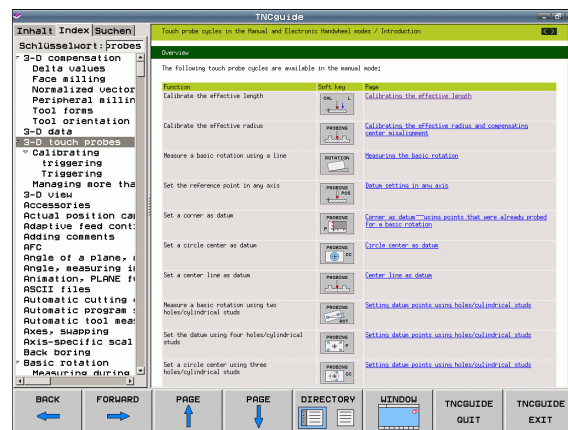 TNCguide
Inhalt Index Suchen
Schlüsselwort: probes
3-D compensation
Delta values
Face milling
Normalized vector
Peripheral millin
Tool forms
Tool orientation
3-D data
3-D touch probes
Calibrating
triggering
Triggering
Managing more tha
3-D view
Accessories
Actual position ca
Adaptive feed cont
Adding comments
AFC
Angle of a plane,
Angle, measuring i
Animation, PLANE f
ASCII files
Automatic cutting
Automatic program
Automatic tool meas
Axes, swapping
Axis-specific scal
Back boring
Basic rotation
Measuring during
Touch probe cycles in the Manual and Electronic Handwheel modes / Introduction
Overview
The following touch probe cycles are available in the manual mode:
Function Soft key Page
Calibrate the effective length CAL L Calibrating the effective length
Calibrate the effective radius PROBING Calibrating the effective radius and compensating
center misalignment
Measure a basic rotation using a line ROTATION Measuring the basic rotation
Set the reference point in any axis PROBING POS Datum setting in any axis
Set a corner as datum PROBING P Corner as datum—using points that were already probed
for a basic rotation
Set a circle center as datum PROBING CC Circle center as datum
Set a center line as datum PROBING Center line as datum
Measure a basic rotation using two
holes/cylindrical studs PROBING ROT Setting datum points using holes/cylindrical studs
Set the datum using four holes/cylindrical
studs PROBING P Setting datum points using holes/cylindrical studs
Set a circle center using three
holes/cylindrical studs PROBING CC Setting datum points using holes/cylindrical studs
BACK FORWARD PAGE PAGE DIRECTORY WINDOW TNCGUIDE QUIT TNCGUIDE EXIT